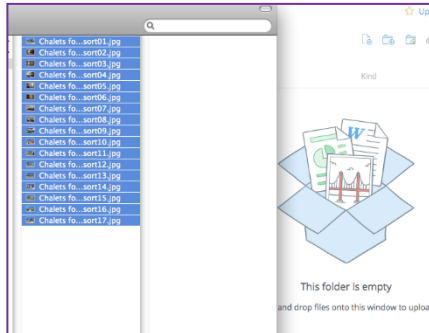 Up
Chalets fo...sort01.jpg
Chalets fo...sort02.jpg
Chalets fo...sort03.jpg
Chalets fo...sort04.jpg
Chalets fo...sort05.jpg
Chalets fo...sort06.jpg
Chalets fo...sort07.jpg
Chalets fo...sort08.jpg
Chalets fo...sort09.jpg
Chalets fo...sort10.jpg
Chalets fo...sort11.jpg
Chalets fo...sort12.jpg
Chalets fo...sort13.jpg
Chalets fo...sort14.jpg
Chalets fo...sort15.jpg
Chalets fo...sort16.jpg
Chalets fo...sort17.jpg
Kind
W
This folder is empty
and drop files onto this window to uploa